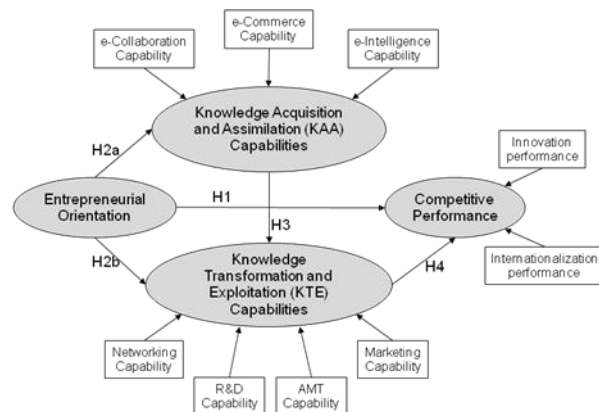 e-Commerce
Capability
e-Collaboration
Capability
e-Intelligence
Capability
Knowledge Acquisition
and Assimilation (KAA)
Capabilities
Innovation
performance
H2a
Entrepreneurial
Orientation
H1
Competitive
Performance
H3
H2b
Knowledge
Transformation and
Exploitation (KTE)
Capabilities
H4
Internationalization
performance
Networking
Capability
R&D
Capability
AMT
Capability
Marketing
Capability